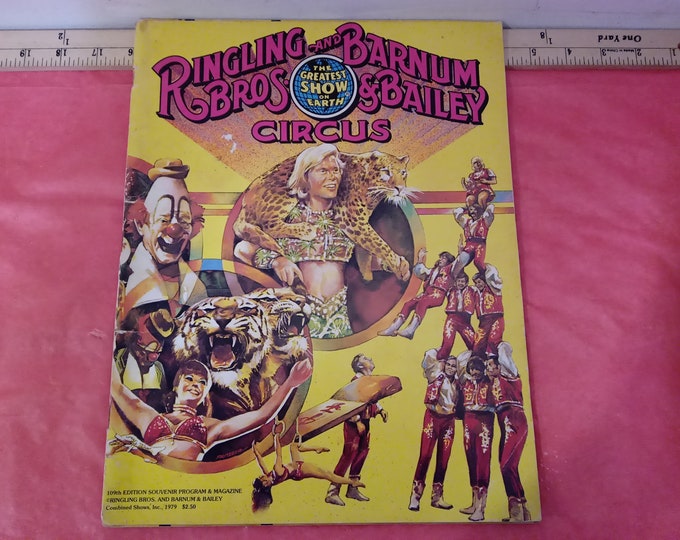 RINGLING AND BARNUM
BROS & BAILEY
THE
GREATEST
SHOW
ON
EARTH
CIRCUS
109th EDITION SOUVENIR PROGRAM & MAGAZINE
©RINGLING BROS. AND BARNUM & BAILEY
Combined Shows, Inc., 1979 $2.50
One Yard